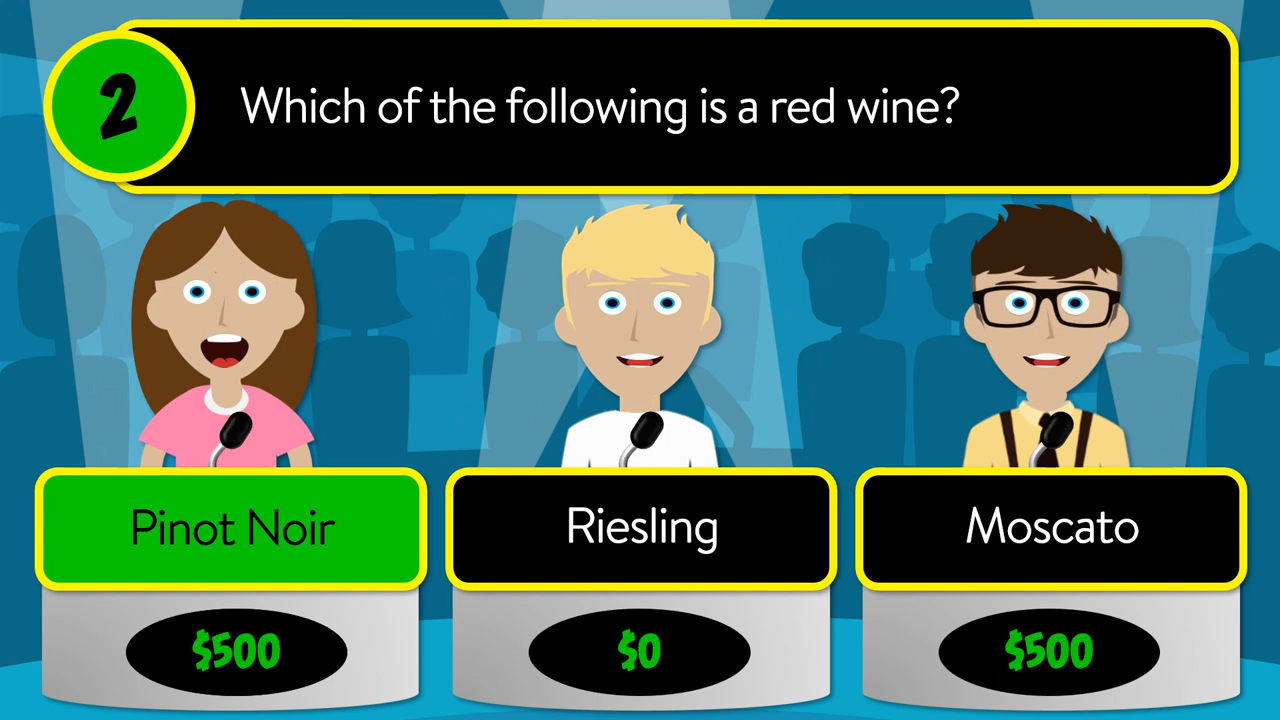 2
Which of the following is a red wine?
Pinot Noir
Riesling
Moscato
$500
$0
$500